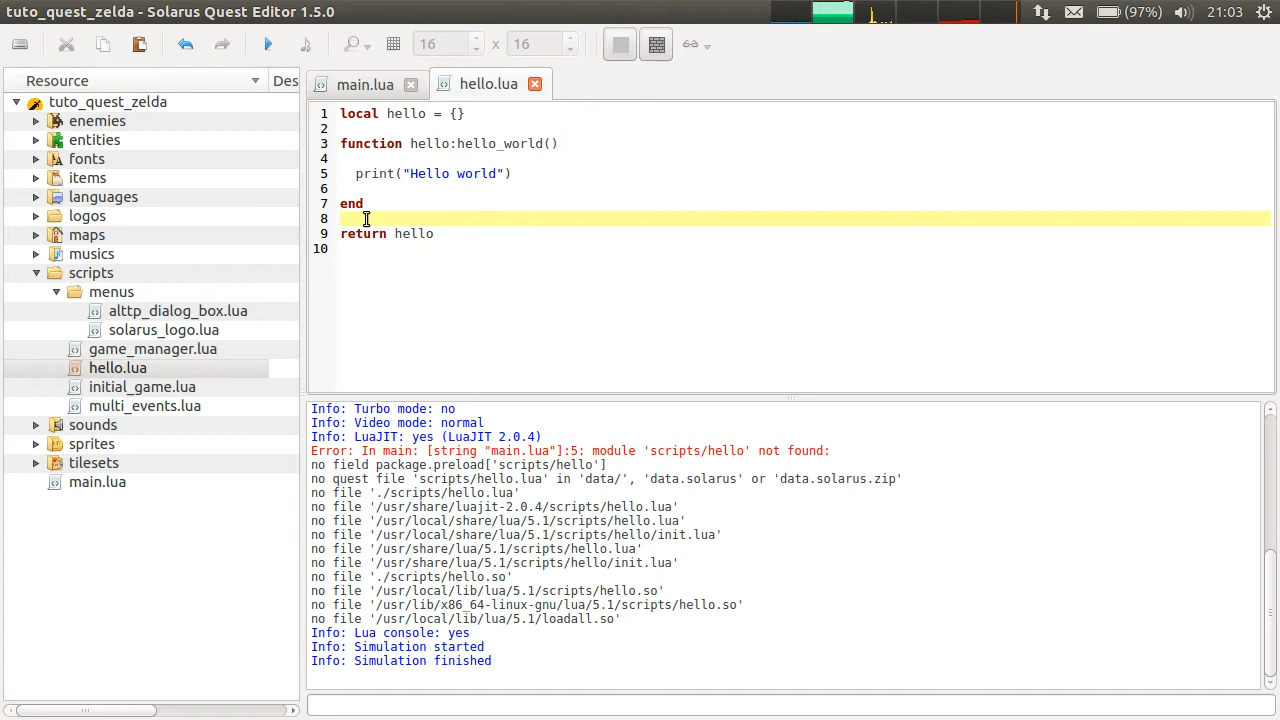 tuto_quest_zelda - Solarus Quest Editor 1.5.0
(97%)
21:03
16 x 16
Resource
Des
tuto_quest_zelda
enemies
entities
fonts
items
languages
logos
maps
musics
scripts
menus
alttp_dialog_box.lua
solarus_logo.lua
game_manager.lua
hello.lua
initial_game.lua
multi_events.lua
sounds
sprites
tilesets
main.lua
main.lua
hello.lua
1 local hello = {}
2
3 function hello:hello_world()
4
5 print("Hello world")
6
7 end
8
9 return hello
10
Info: Turbo mode: no
Info: Video mode: normal
Info: LuaJIT: yes (LuaJIT 2.0.4)
Error: In main: [string "main.lua"]:5: module 'scripts/hello' not found:
no field package.preload['scripts/hello']
no quest file 'scripts/hello.lua' in 'data/', 'data.solarus' or 'data.solarus.zip'
no file './scripts/hello.lua'
no file '/usr/share/luajit-2.0.4/scripts/hello.lua'
no file '/usr/local/share/lua/5.1/scripts/hello.lua'
no file '/usr/local/share/lua/5.1/scripts/hello/init.lua'
no file '/usr/share/lua/5.1/scripts/hello.lua'
no file '/usr/share/lua/5.1/scripts/hello/init.lua'
no file './scripts/hello.so'
no file '/usr/local/lib/lua/5.1/scripts/hello.so'
no file '/usr/lib/x86_64-linux-gnu/lua/5.1/scripts/hello.so'
no file '/usr/local/lib/lua/5.1/loadall.so'
Info: Lua console: yes
Info: Simulation started
Info: Simulation finished